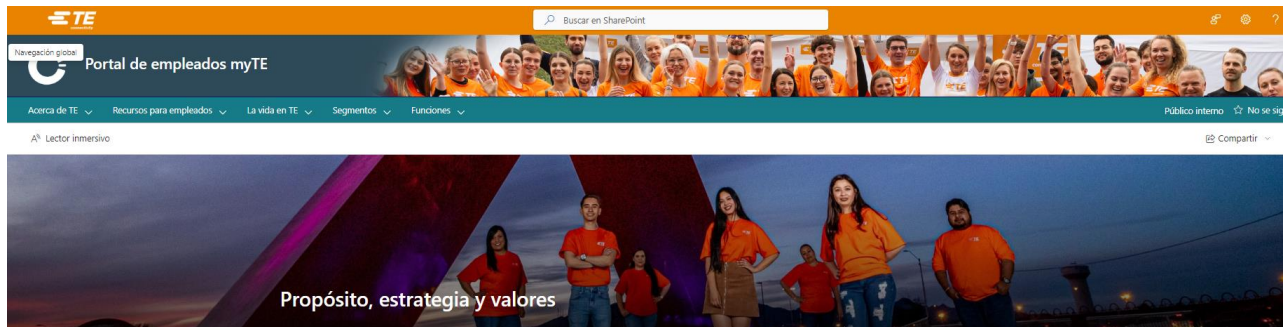 TE
connectivity
Buscar en SharePoint
?
Navegación global
Portal de empleados myTE
Acerca de TE
Recursos para empleados
La vida en TE
Segmentos
Funciones
Público interno
No se sig
Lector inmersivo
Compartir
Propósito, estrategia y valores